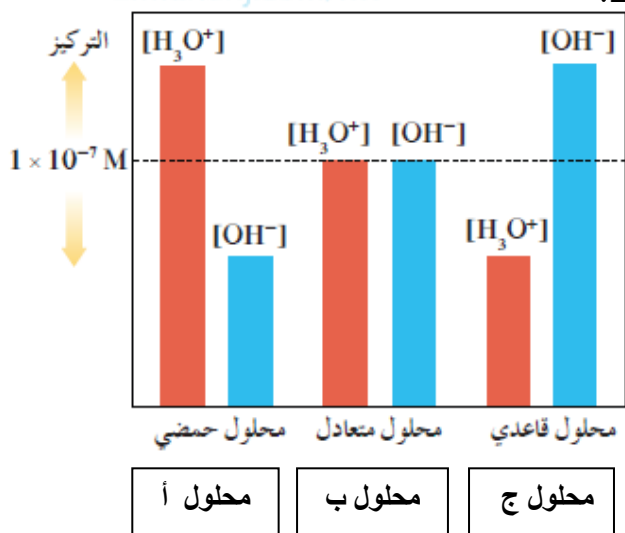 2.
التركيز
[H₃O⁺]
[OH⁻]
[H₃O⁺] [OH⁻]
1 × 10⁻⁷ M
[OH⁻]
[H₃O⁺]
محلول حمضي
محلول متعادل
محلول قاعدي
محلول أ
محلول ب
محلول ج